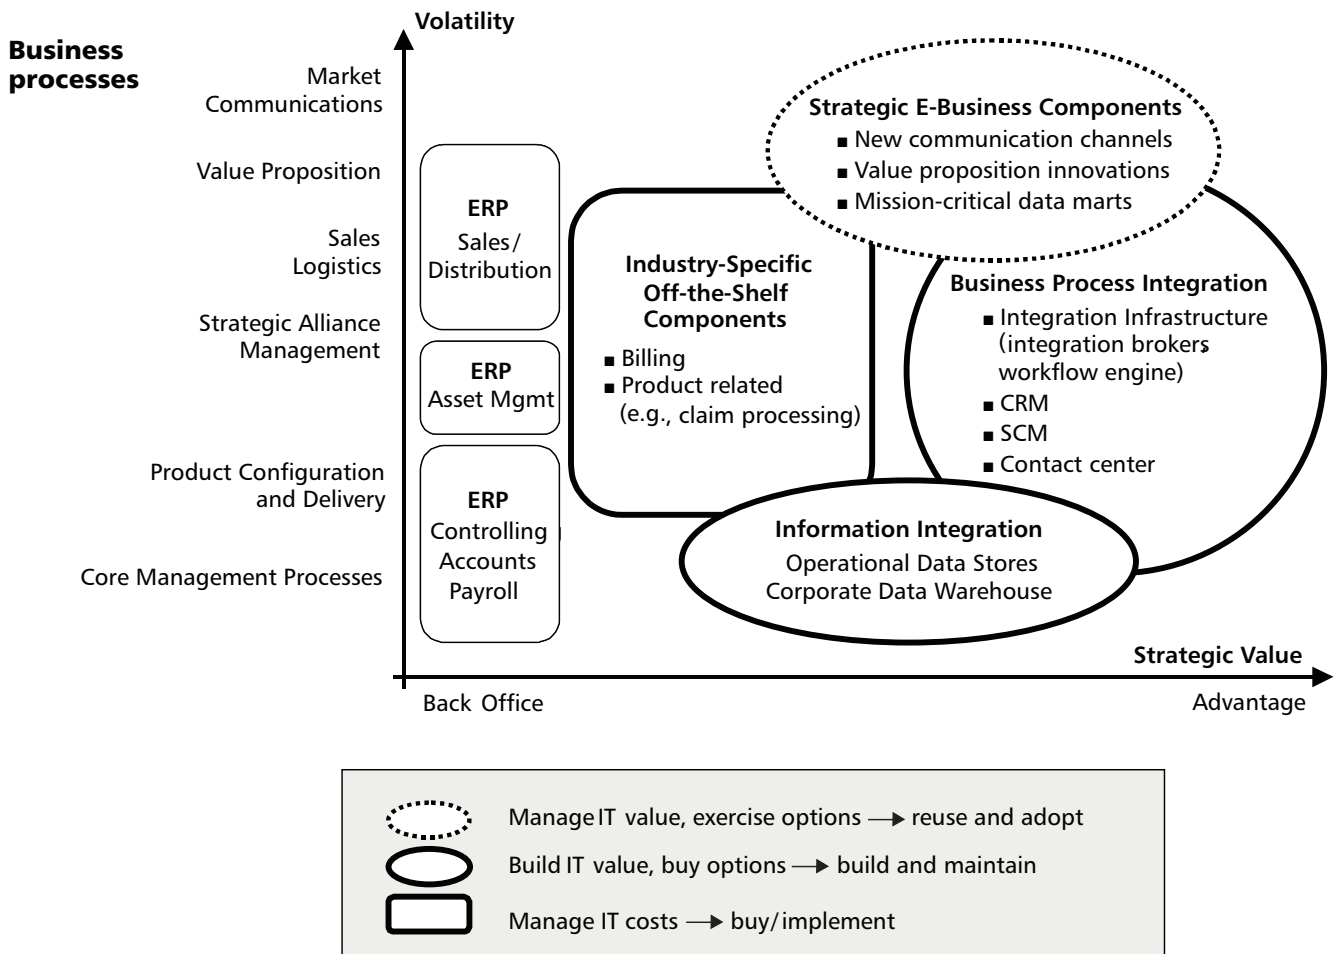 Business
processes
Volatility
Market
Communications
Value Proposition
Sales
Logistics
Strategic Alliance
Management
Product Configuration
and Delivery
Core Management Processes
ERP
Sales/
Distribution
ERP
Asset Mgmt
ERP
Controlling
Accounts
Payroll
Industry-Specific
Off-the-Shelf
Components
■ Billing
■ Product related
(e.g., claim processing)
Strategic E-Business Components
■ New communication channels
■ Value proposition innovations
■ Mission-critical data marts
Business Process Integration
■ Integration Infrastructure
(integration brokers
workflow engine)
■ CRM
■ SCM
■ Contact center
Information Integration
Operational Data Stores
Corporate Data Warehouse
Strategic Value
Back Office
Advantage
Manage IT value, exercise options → reuse and adopt
Build IT value, buy options → build and maintain
Manage IT costs → buy/implement